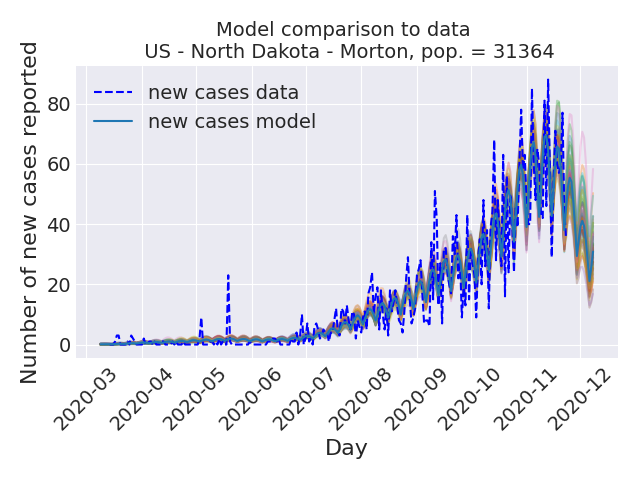 Model comparison to data
US - North Dakota - Morton, pop. = 31364
Number of new cases reported
80
60
40
20
0
new cases data
new cases model
2020-03
2020-04
2020-05
2020-06
2020-07
2020-08
2020-09
2020-10
2020-11
2020-12
Day